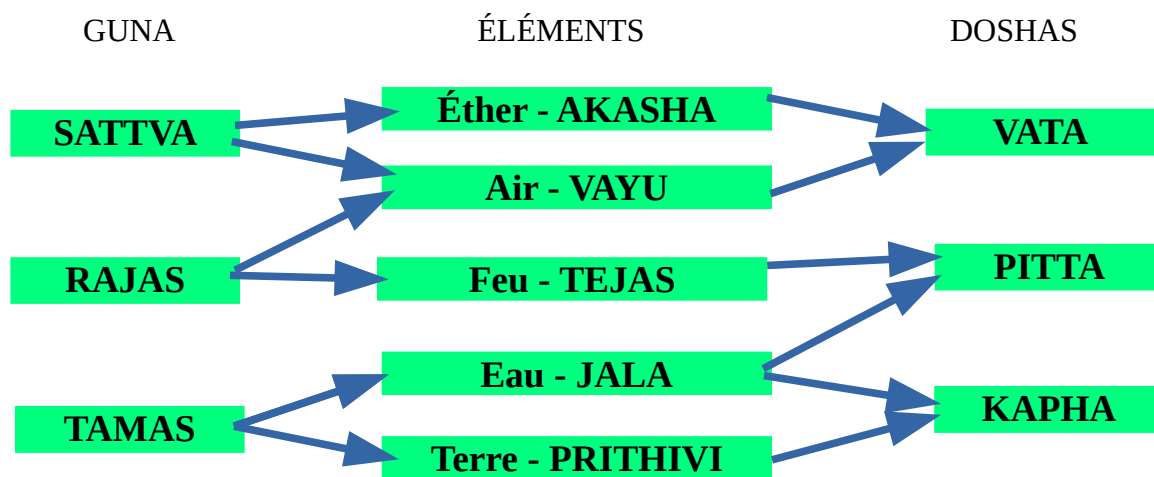 GUNA
ÉLÉMENTS
DOSHAS
SATTVA
Éther - AKASHA
VATA
Air - VAYU
RAJAS
Feu - TEJAS
PITTA
Eau - JALA
KAPHA
TAMAS
Terre - PRITHIVI